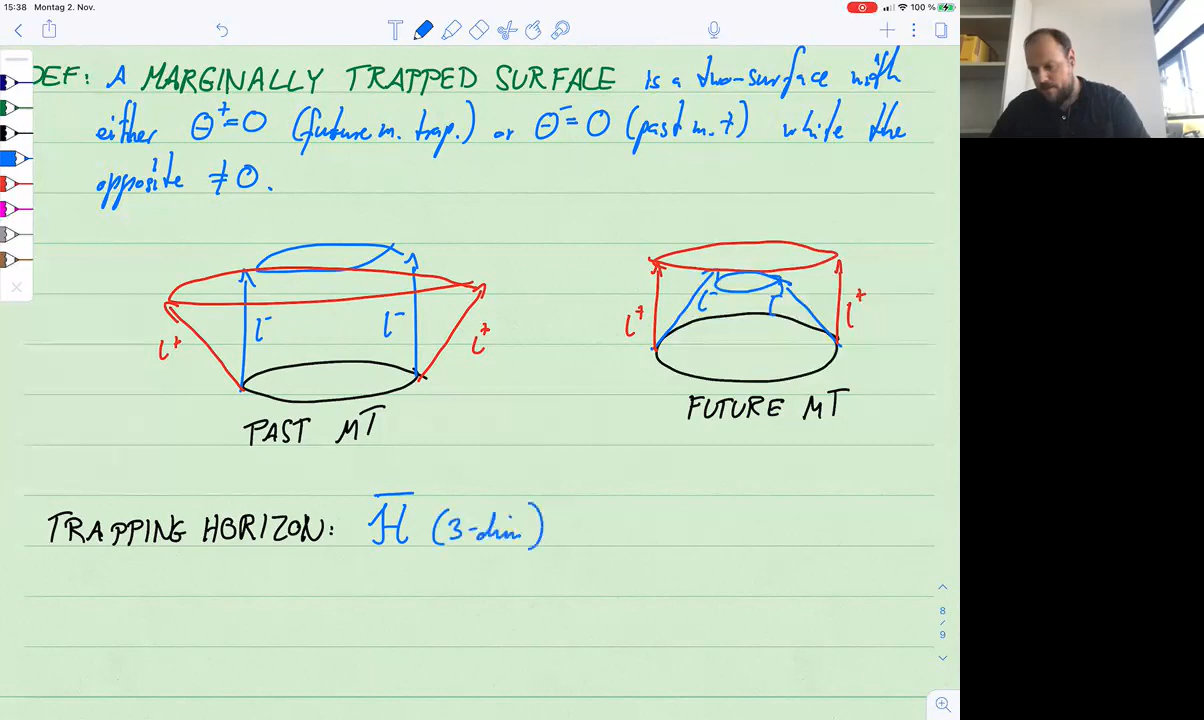 15:38 Montag 2. Nov.
100 %
DEF: A MARGINALLY TRAPPED SURFACE is a two-surface with
either Θ⁺=0 (future m. trap.) or Θ⁻=0 (past m. t) while the
opposite ≠0.
l⁺ l⁻ l⁻ l⁺
l⁺ l⁻ l⁻ l⁺
PAST MT
FUTURE MT
TRAPPING HORIZON: H̅ (3-dim)
8
/
9